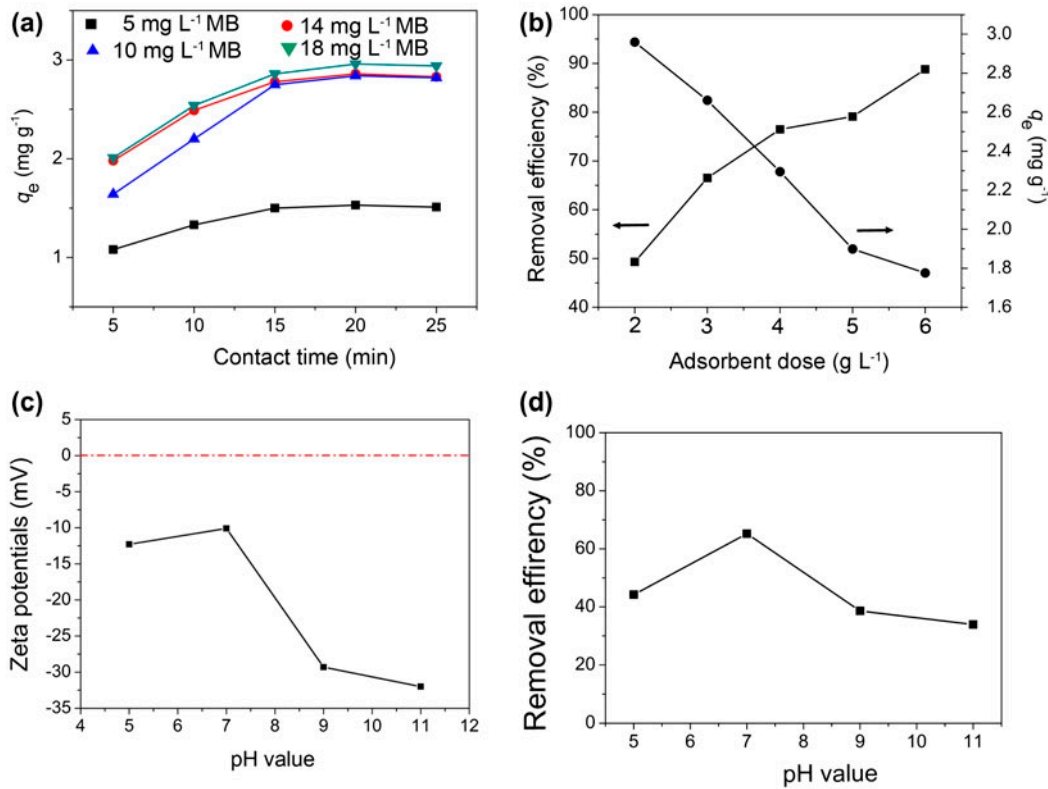 (a)
5 mg L⁻¹ MB
14 mg L⁻¹ MB
10 mg L⁻¹ MB
18 mg L⁻¹ MB
3
2
1
qe (mg g⁻¹)
5 10 15 20 25
Contact time (min)
(b)
100
90
80
70
60
50
40
Removal efficiency (%)
3.0
2.8
2.6
2.4
2.2
2.0
1.8
1.6
qe (mg g⁻¹)
2 3 4 5 6
Adsorbent dose (g L⁻¹)
(c)
5
0
-5
-10
-15
-20
-25
-30
-35
Zeta potentials (mV)
4 5 6 7 8 9 10 11 12
pH value
(d)
100
80
60
40
20
0
Removal effirency (%)
5 6 7 8 9 10 11
pH value